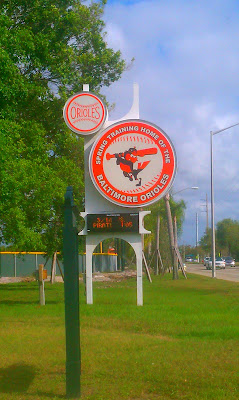 ORIOLES
SPRING TRAINING HOME OF THE
BALTIMORE ORIOLES